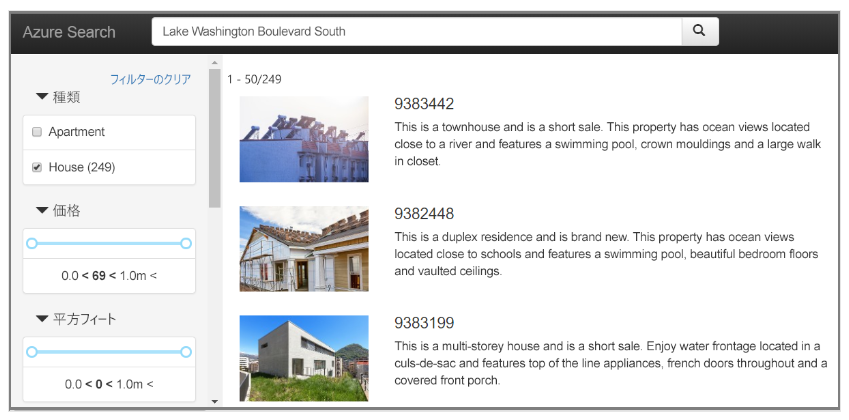 Azure Search
Lake Washington Boulevard South
フィルターのクリア
種類
Apartment
House (249)
価格
0.0 < 69 < 1.0m <
平方フィート
0.0 < 0 < 1.0m <
1 - 50/249
9383442
This is a townhouse and is a short sale. This property has ocean views located
close to a river and features a swimming pool, crown mouldings and a large walk
in closet.
9382448
This is a duplex residence and is brand new. This property has ocean views
located close to schools and features a swimming pool, beautiful bedroom floors
and vaulted ceilings.
9383199
This is a multi-storey house and is a short sale. Enjoy water frontage located in a
culs-de-sac and features top of the line appliances, french doors throughout and a
covered front porch.